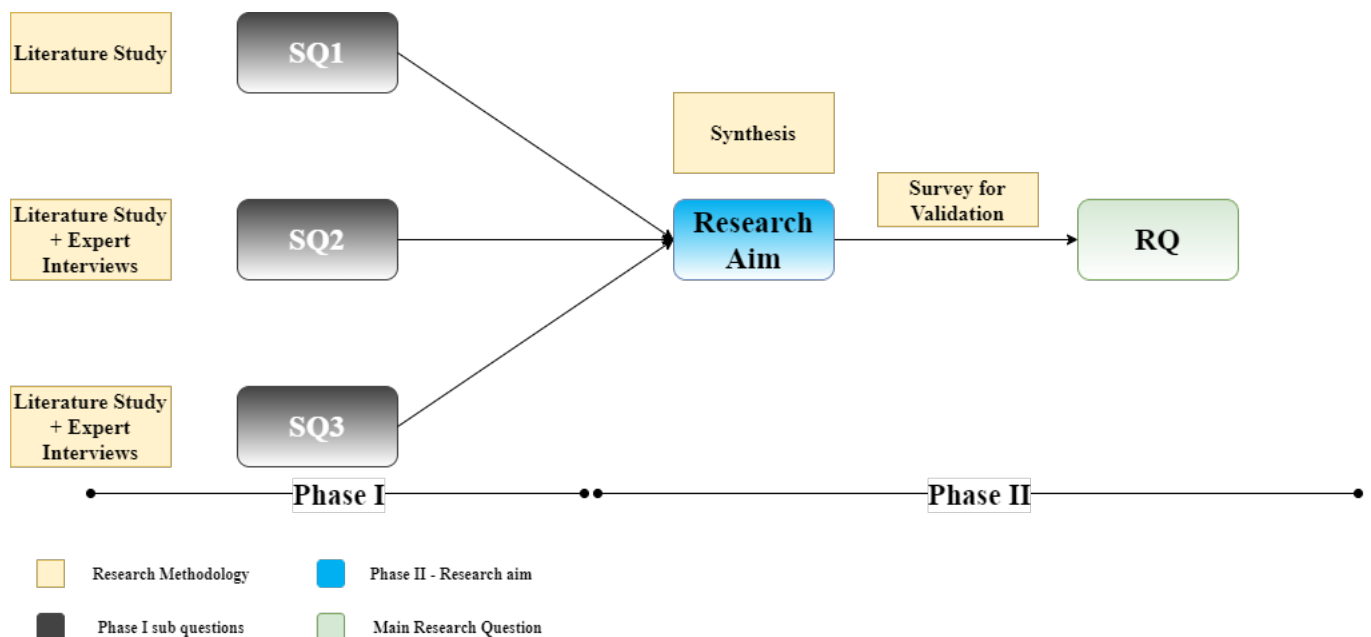 Literature Study
SQ1
Synthesis
Literature Study
+ Expert
Interviews
SQ2
Research
Aim
Survey for
Validation
RQ
Literature Study
+ Expert
Interviews
SQ3
Phase I
Phase II
Research Methodology
Phase II - Research aim
Phase I sub questions
Main Research Question